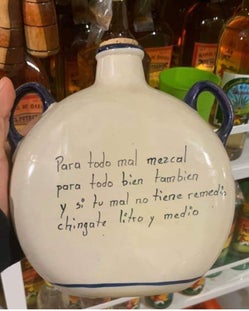 Para todo mal mezcal
para todo bien tambien
y si tu mal no tiene remedio
chingate litro y medio